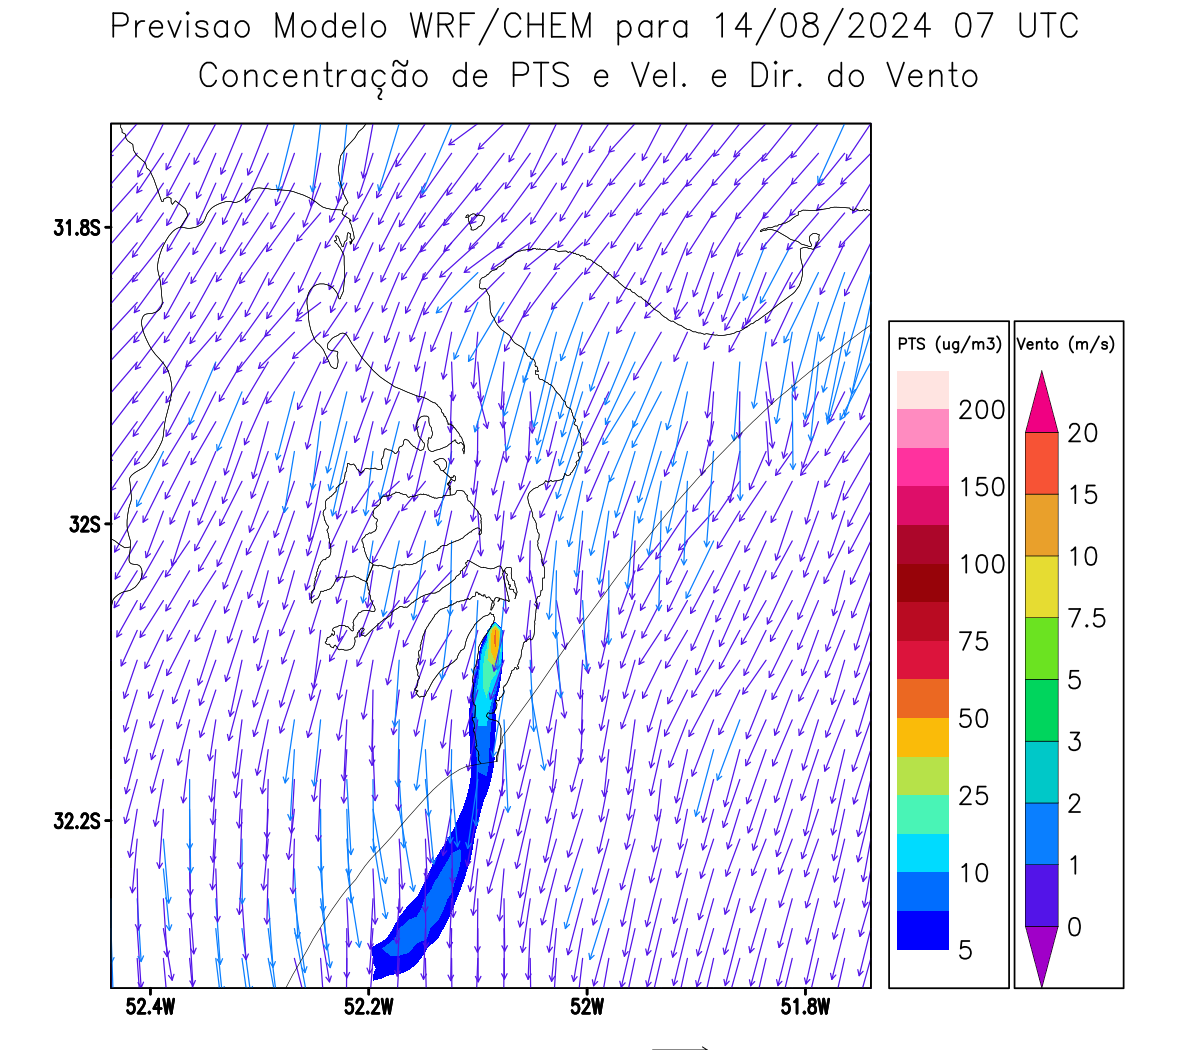 Previsao Modelo WRF/CHEM para 14/08/2024 07 UTC
Concentração de PTS e Vel. e Dir. do Vento
31.8S
32S
32.2S
52.4W
52.2W
52W
51.8W
PTS (ug/m3)
200
150
100
75
50
25
10
5
Vento (m/s)
20
15
10
7.5
5
3
2
1
0